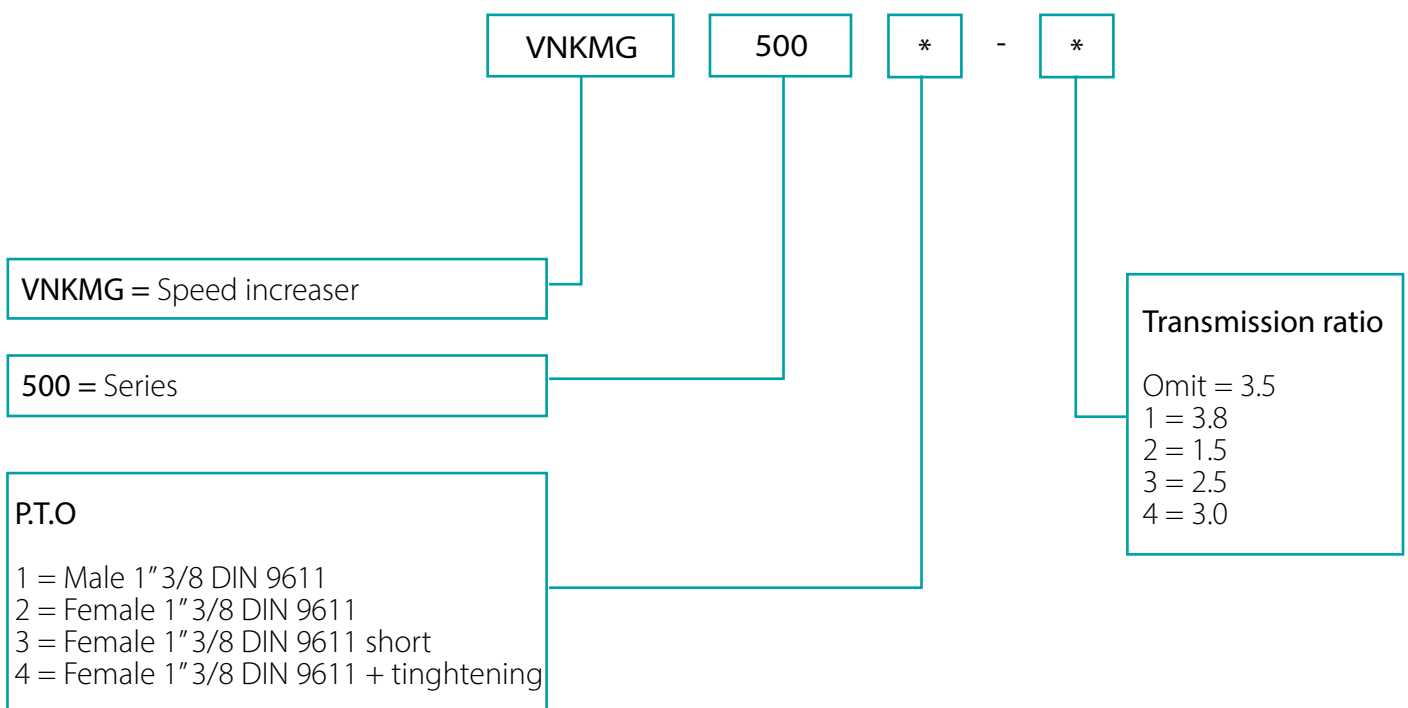 VNKMG 500 * - *
VNKMG = Speed increaser
500 = Series
P.T.O
1 = Male 1" 3/8 DIN 9611
2 = Female 1" 3/8 DIN 9611
3 = Female 1" 3/8 DIN 9611 short
4 = Female 1" 3/8 DIN 9611 + tinghtening
Transmission ratio
Omit = 3.5
1 = 3.8
2 = 1.5
3 = 2.5
4 = 3.0